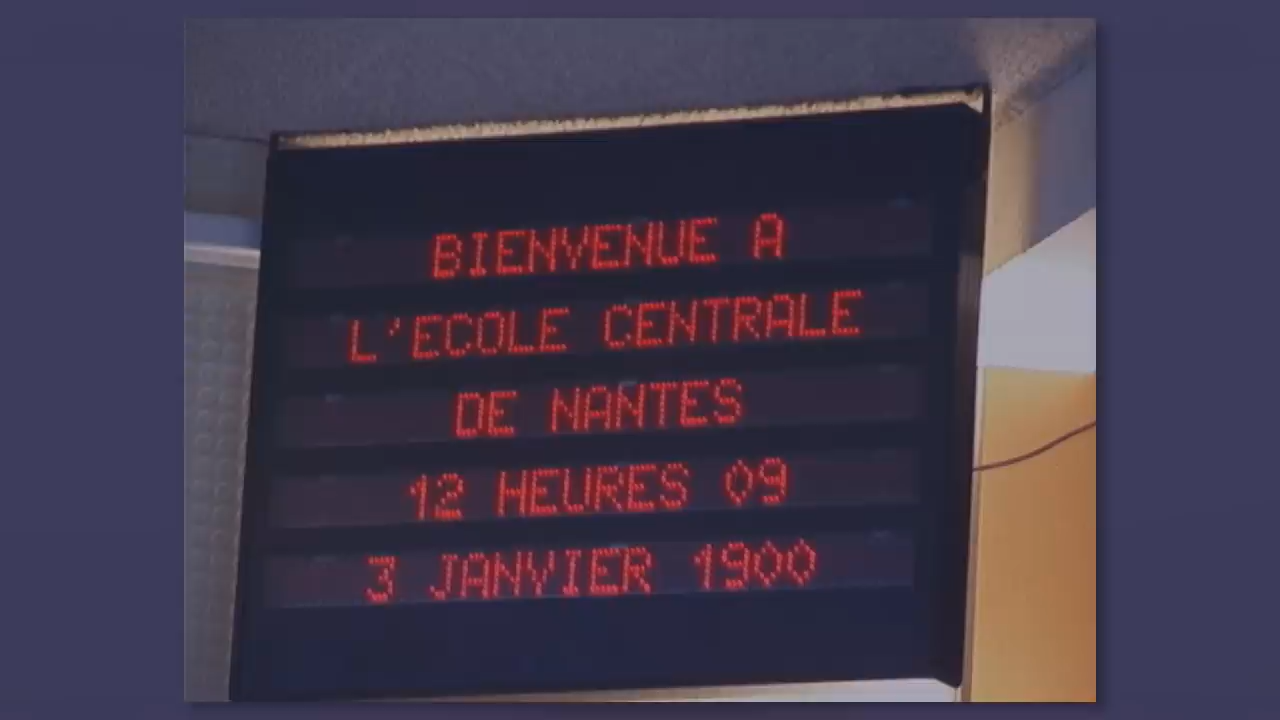 BIENVENUE A
L'ECOLE CENTRALE
DE NANTES
12 HEURES 09
3 JANVIER 1900